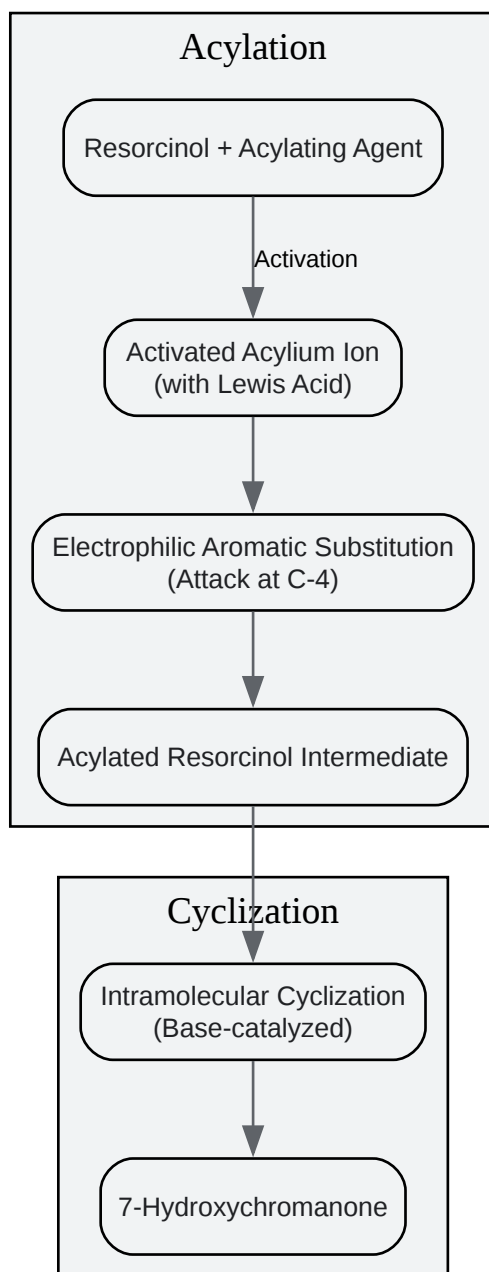 Acylation
Resorcinol + Acylating Agent
Activation
Activated Acylium Ion
(with Lewis Acid)
Electrophilic Aromatic Substitution
(Attack at C-4)
Acylated Resorcinol Intermediate
Cyclization
Intramolecular Cyclization
(Base-catalyzed)
7-Hydroxychromanone